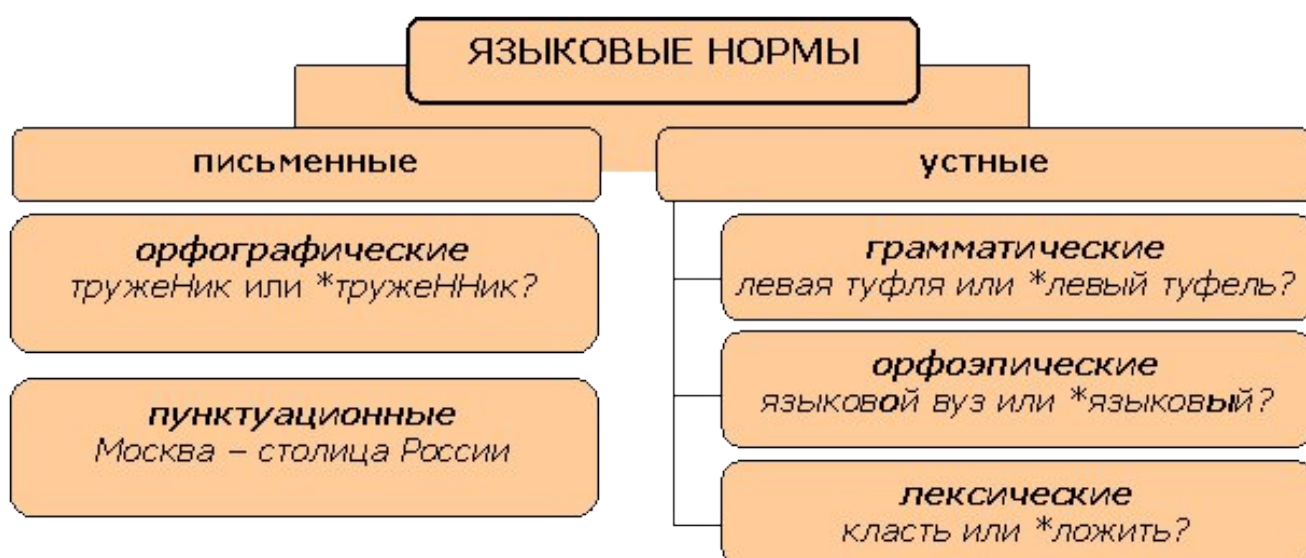 ЯЗЫКОВЫЕ НОРМЫ
письменные
орфографические
тружеНик или *тружеННик?
пунктуационные
Москва – столица России
устные
грамматические
левая туфля или *левый туфель?
орфоэпические
языковой вуз или *языковый?
лексические
класть или *ложить?